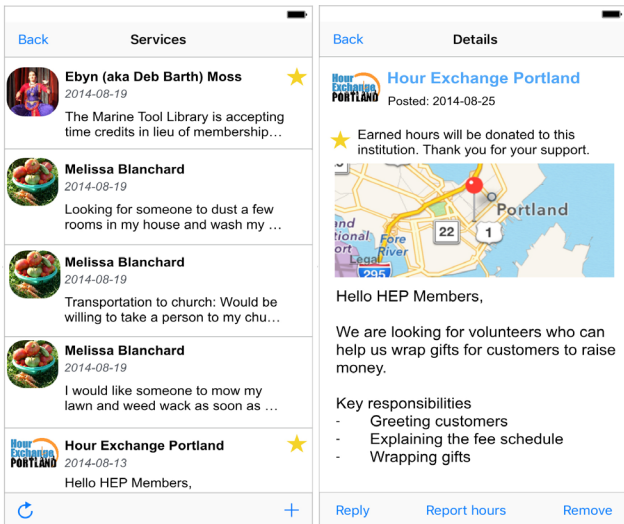 Back Services
Ebyn (aka Deb Barth) Moss
2014-08-19
The Marine Tool Library is accepting
time credits in lieu of membership…
Melissa Blanchard
2014-08-19
Looking for someone to dust a few
rooms in my house and wash my …
Melissa Blanchard
2014-08-19
Transportation to church: Would be
willing to take a person to my chu…
Melissa Blanchard
2014-08-19
I would like someone to mow my
lawn and weed wack as soon as …
Hour
Exchange
PORTLAND
Hour Exchange Portland
2014-08-13
Hello HEP Members,
Back Details
Hour
Exchange
PORTLAND
Hour Exchange Portland
Posted: 2014-08-25
Earned hours will be donated to this
institution. Thank you for your support.
Portland
22
1
Fore
River
Legal
295
Hello HEP Members,
We are looking for volunteers who can
help us wrap gifts for customers to raise
money.
Key responsibilities
- Greeting customers
- Explaining the fee schedule
- Wrapping gifts
Reply Report hours Remove